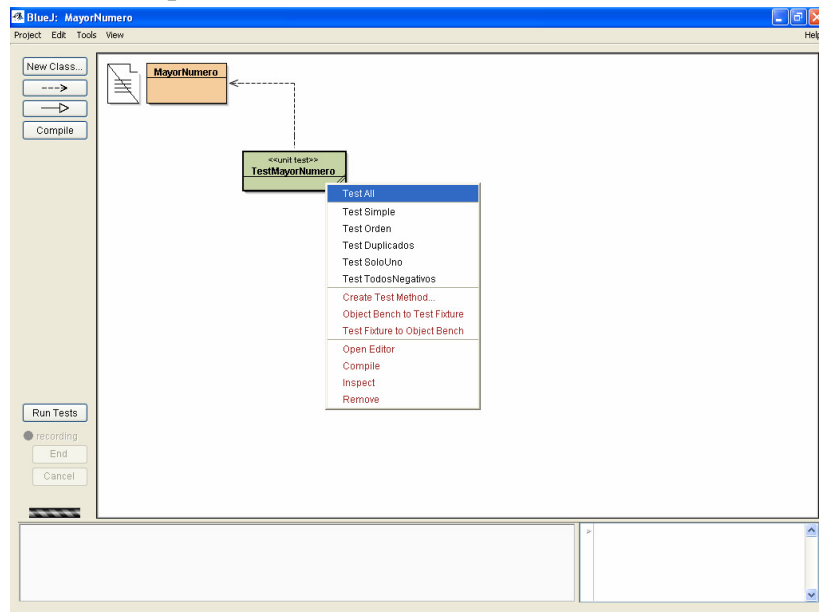 BlueJ: MayorNumero
Project Edit Tools View Help
New Class...
Compile
MayorNumero
<<unit test>>
TestMayorNumero
Test All
Test Simple
Test Orden
Test Duplicados
Test SoloUno
Test TodosNegativos
Create Test Method...
Object Bench to Test Fixture
Test Fixture to Object Bench
Open Editor
Compile
Inspect
Remove
Run Tests
recording
End
Cancel